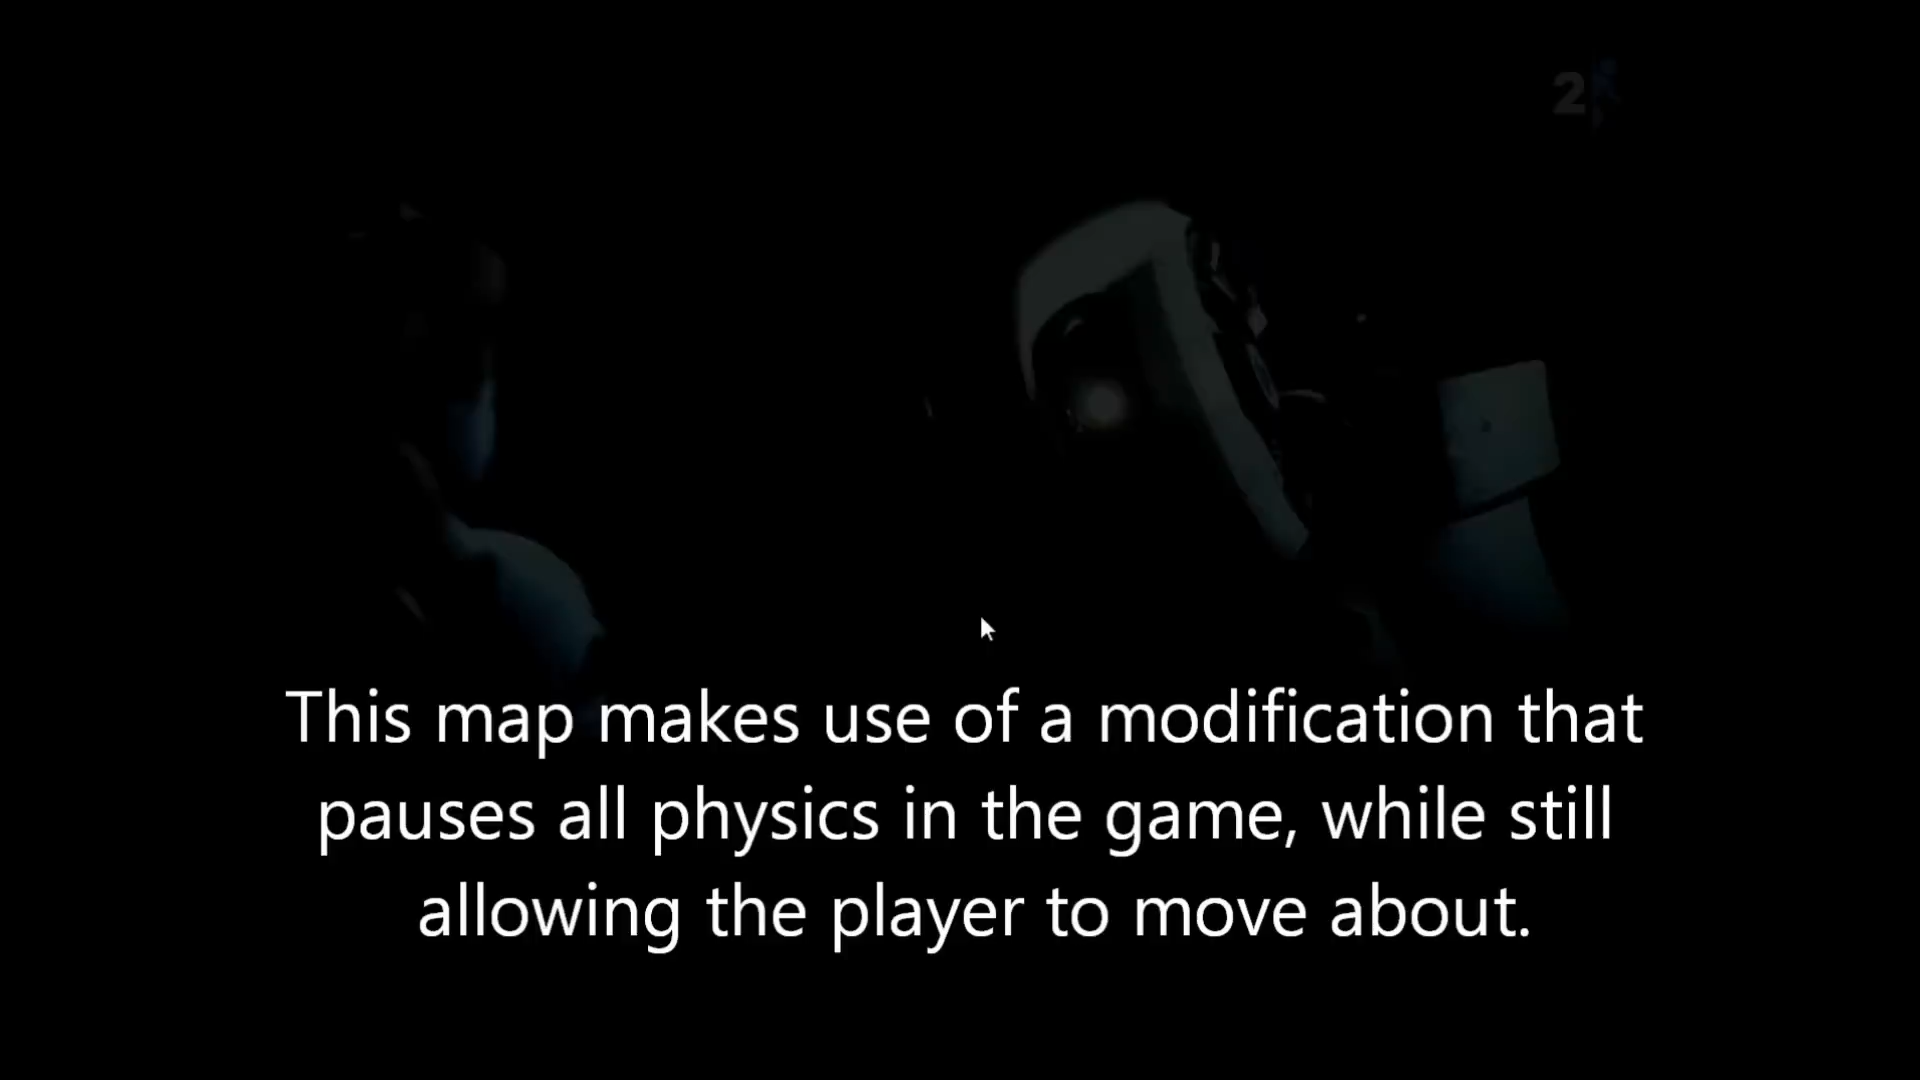 2
This map makes use of a modification that
pauses all physics in the game, while still
allowing the player to move about.